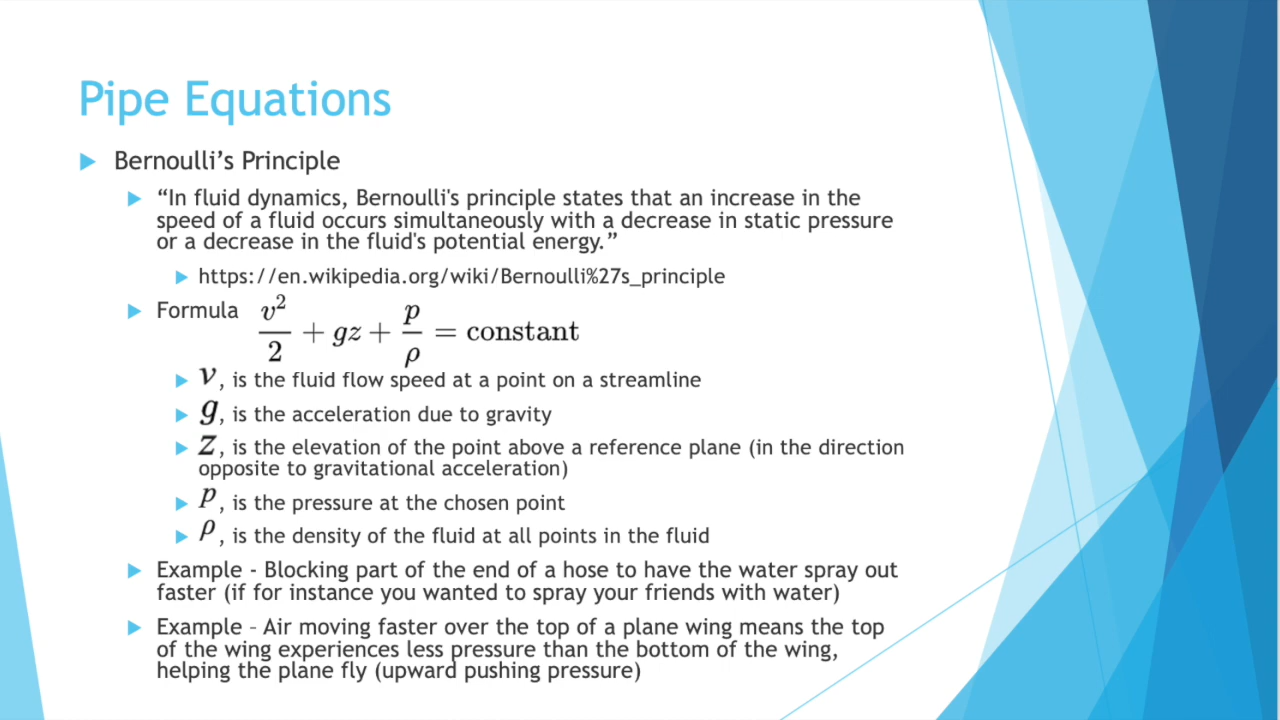 Pipe Equations
Bernoulli’s Principle
“In fluid dynamics, Bernoulli's principle states that an increase in the
speed of a fluid occurs simultaneously with a decrease in static pressure
or a decrease in the fluid's potential energy.”
https://en.wikipedia.org/wiki/Bernoulli%27s_principle
Formula v²/2 + gz + p/ρ = constant
v, is the fluid flow speed at a point on a streamline
g, is the acceleration due to gravity
z, is the elevation of the point above a reference plane (in the direction
opposite to gravitational acceleration)
p, is the pressure at the chosen point
ρ, is the density of the fluid at all points in the fluid
Example - Blocking part of the end of a hose to have the water spray out
faster (if for instance you wanted to spray your friends with water)
Example – Air moving faster over the top of a plane wing means the top
of the wing experiences less pressure than the bottom of the wing,
helping the plane fly (upward pushing pressure)